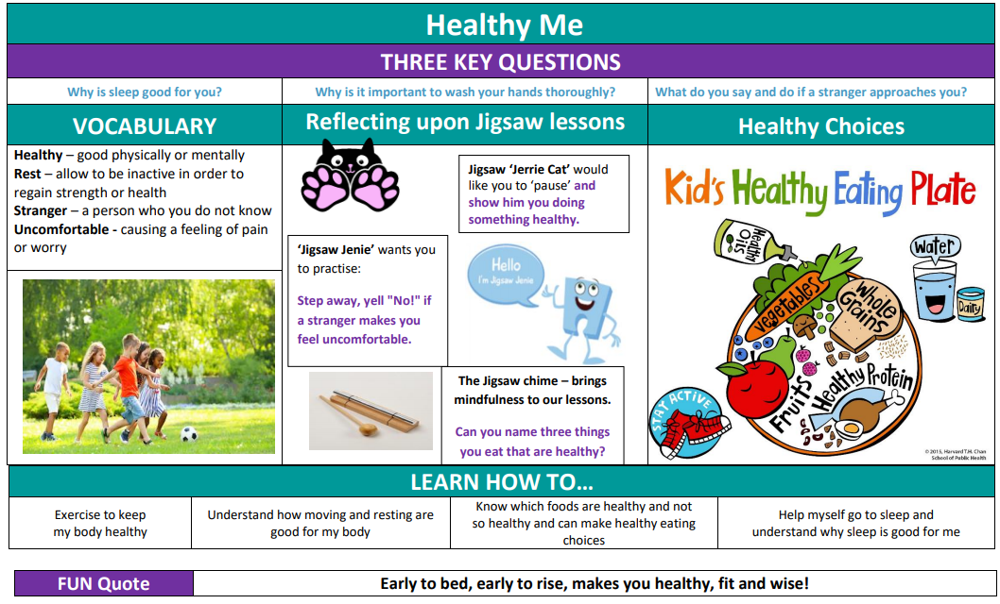 Healthy Me
THREE KEY QUESTIONS
Why is sleep good for you?
Why is it important to wash your hands thoroughly?
What do you say and do if a stranger approaches you?
VOCABULARY
Healthy – good physically or mentally
Rest – allow to be inactive in order to
regain strength or health
Stranger – a person who you do not know
Uncomfortable - causing a feeling of pain
or worry
Reflecting upon Jigsaw lessons
Jigsaw ‘Jerrie Cat’ would
like you to ‘pause’ and
show him you doing
something healthy.
‘Jigsaw Jenie’ wants you
to practise:
Step away, yell "No!" if
a stranger makes you
feel uncomfortable.
Hello
I'm Jigsaw Jenie
The Jigsaw chime – brings
mindfulness to our lessons.
Can you name three things
you eat that are healthy?
Healthy Choices
Kid's Healthy Eating Plate
Healthy
Oils
Water
Dairy
Vegetables
Whole
Grains
Fruits
Healthy Protein
STAY ACTIVE
© 2015, Harvard T.H. Chan
School of Public Health
LEARN HOW TO…
Exercise to keep
my body healthy
Understand how moving and resting are
good for my body
Know which foods are healthy and not
so healthy and can make healthy eating
choices
Help myself go to sleep and
understand why sleep is good for me
FUN Quote
Early to bed, early to rise, makes you healthy, fit and wise!